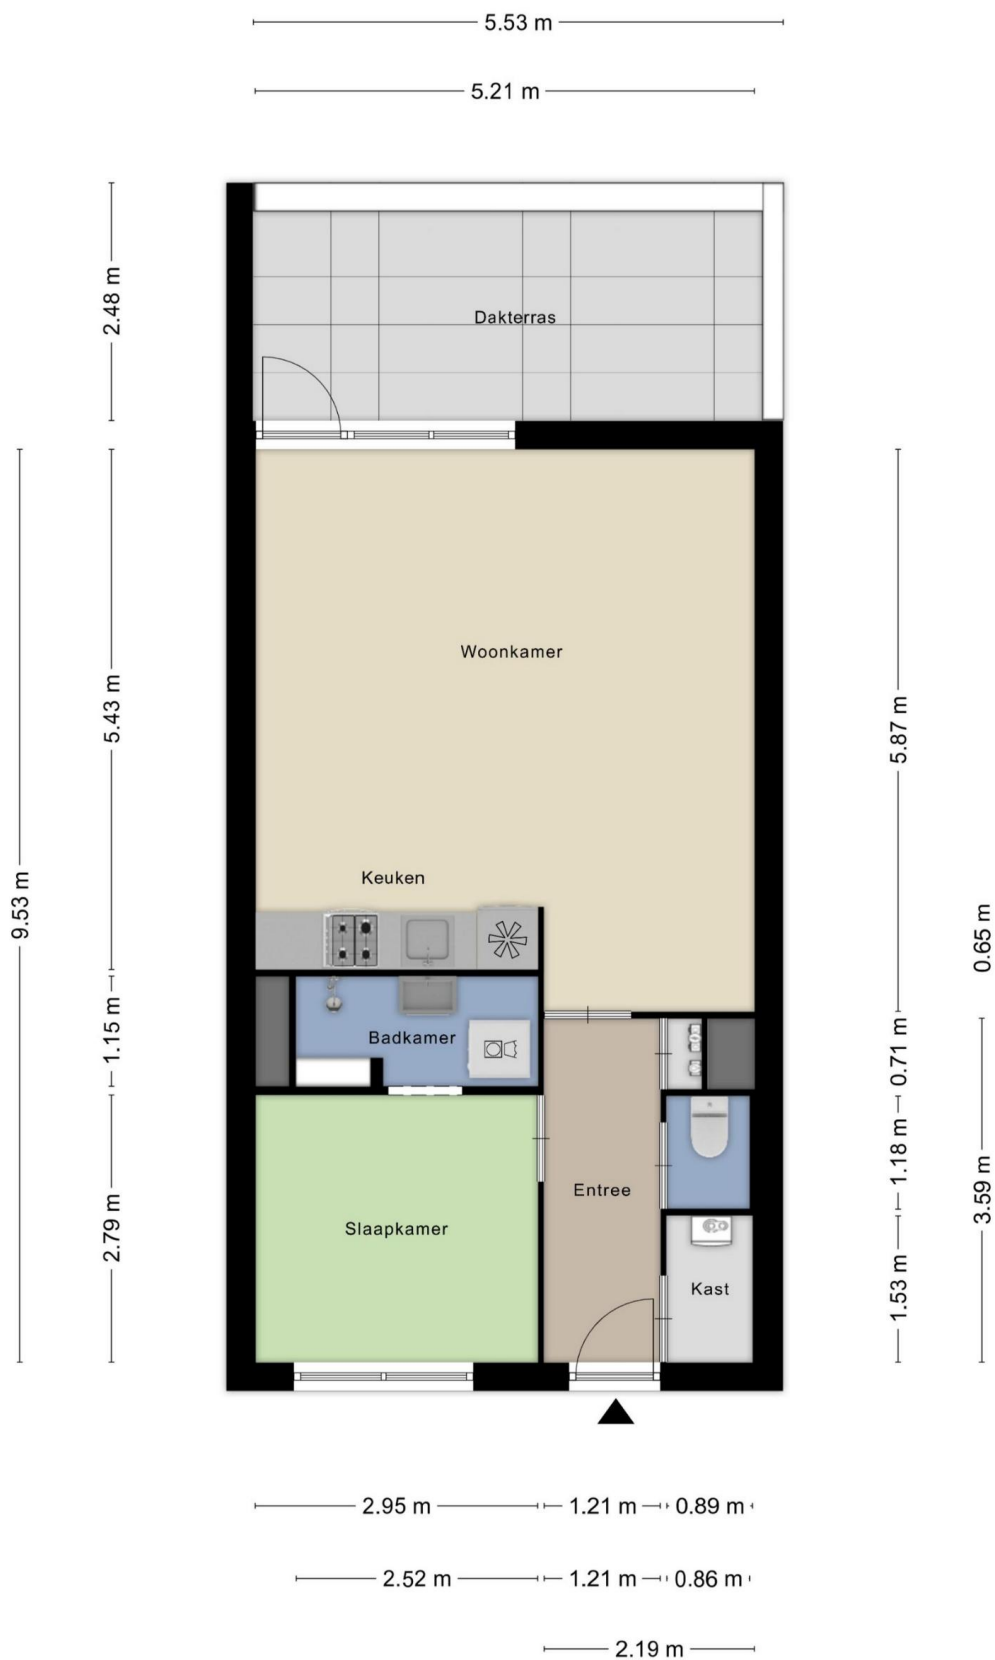 5.53 m
5.21 m
2.48 m
Dakterras
5.43 m
Woonkamer
5.87 m
Keuken
9.53 m
0.65 m
1.15 m
Badkamer
0.71 m
1.18 m
Entree
3.59 m
2.79 m
Slaapkamer
1.53 m
Kast
2.95 m
1.21 m
0.89 m
2.52 m
1.21 m
0.86 m
2.19 m